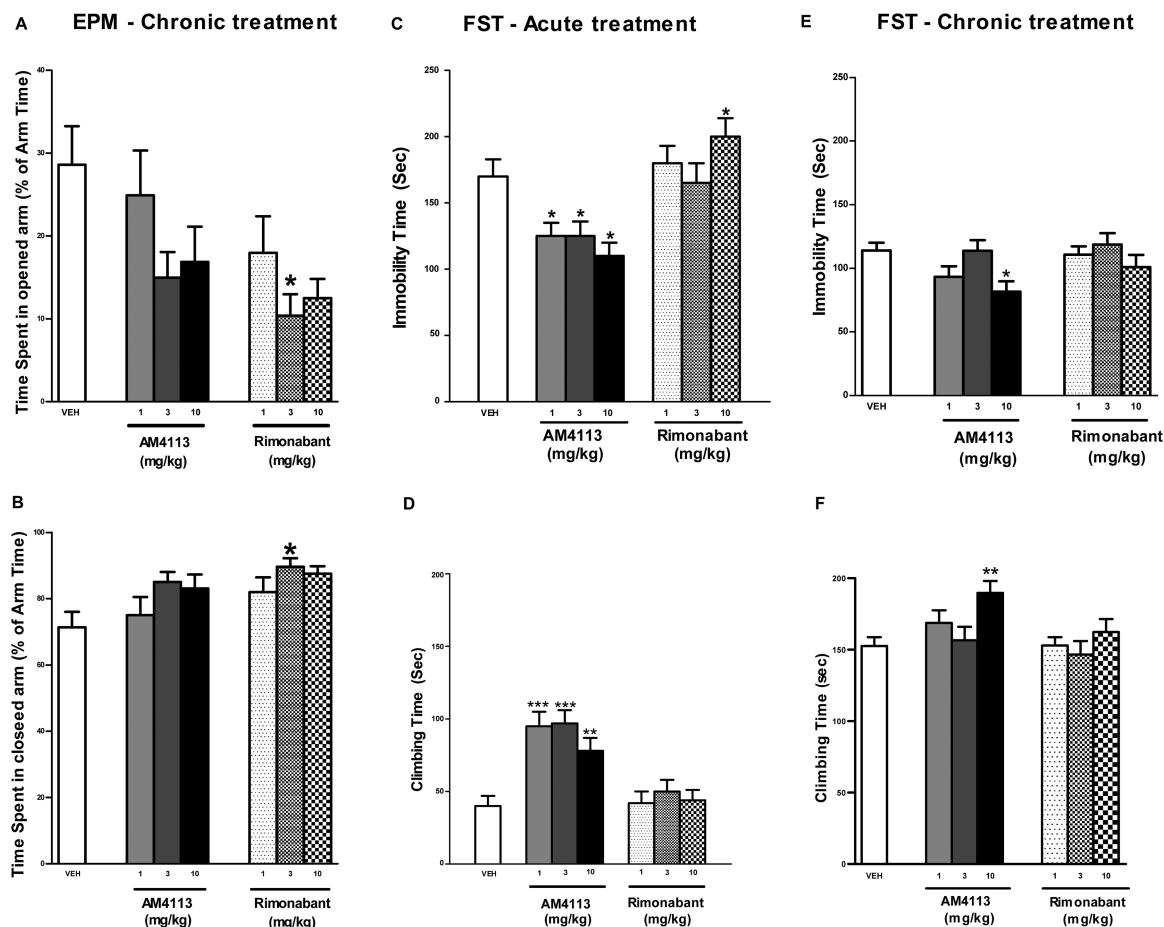 A EPM - Chronic treatment
Time Spent in opened arm (% of Arm Time)
40
30
20
10
0
*
VEH 1 3 10 1 3 10
AM4113 Rimonabant
(mg/kg) (mg/kg)
B
Time Spent in closeed arm (% of Arm Time)
100
80
60
40
20
0
*
VEH 1 3 10 1 3 10
AM4113 Rimonabant
(mg/kg) (mg/kg)
C FST - Acute treatment
Immobility Time (Sec)
250
200
150
100
50
0
* * * *
VEH 1 3 10 1 3 10
AM4113 Rimonabant
(mg/kg) (mg/kg)
D
Climbing Time (Sec)
200
150
100
50
0
*** *** **
VEH 1 3 10 1 3 10
AM4113 Rimonabant
(mg/kg) (mg/kg)
E FST - Chronic treatment
Immobility Time (Sec)
250
200
150
100
50
0
*
VEH 1 3 10 1 3 10
AM4113 Rimonabant
(mg/kg) (mg/kg)
F
Climbing Time (sec)
200
150
100
50
0
**
VEH 1 3 10 1 3 10
AM4113 Rimonabant
(mg/kg) (mg/kg)